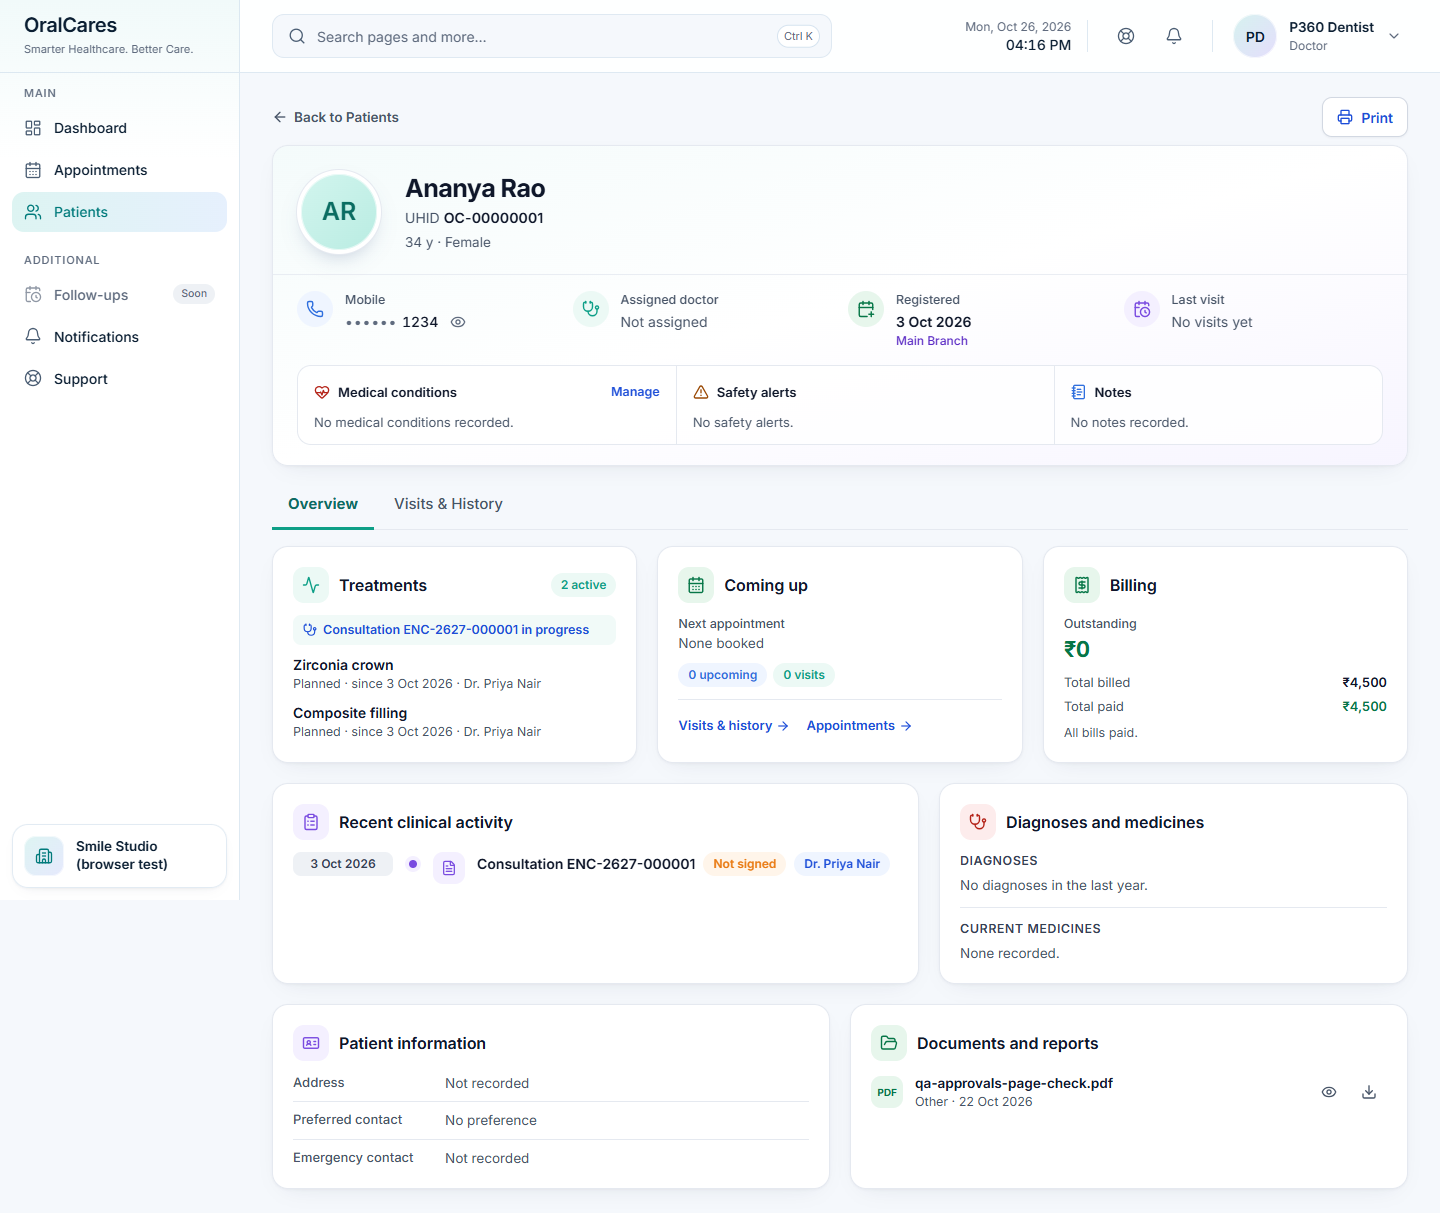 OralCares
Smarter Healthcare. Better Care.
Search pages and more...
Ctrl K
Mon, Oct 26, 2026
04:16 PM
PD
P360 Dentist
Doctor
MAIN
Dashboard
Appointments
Patients
ADDITIONAL
Follow-ups
Soon
Notifications
Support
Smile Studio
(browser test)
Back to Patients
Print
AR
Ananya Rao
UHID OC-00000001
34 y · Female
Mobile
•••••• 1234
Assigned doctor
Not assigned
Registered
3 Oct 2026
Main Branch
Last visit
No visits yet
Medical conditions
Manage
No medical conditions recorded.
Safety alerts
No safety alerts.
Notes
No notes recorded.
Overview
Visits & History
Treatments
2 active
Consultation ENC-2627-000001 in progress
Zirconia crown
Planned · since 3 Oct 2026 · Dr. Priya Nair
Composite filling
Planned · since 3 Oct 2026 · Dr. Priya Nair
Coming up
Next appointment
None booked
0 upcoming
0 visits
Visits & history →
Appointments →
Billing
Outstanding
₹0
Total billed
₹4,500
Total paid
₹4,500
All bills paid.
Recent clinical activity
3 Oct 2026
Consultation ENC-2627-000001
Not signed
Dr. Priya Nair
Diagnoses and medicines
DIAGNOSES
No diagnoses in the last year.
CURRENT MEDICINES
None recorded.
Patient information
Address
Not recorded
Preferred contact
No preference
Emergency contact
Not recorded
Documents and reports
PDF
qa-approvals-page-check.pdf
Other · 22 Oct 2026